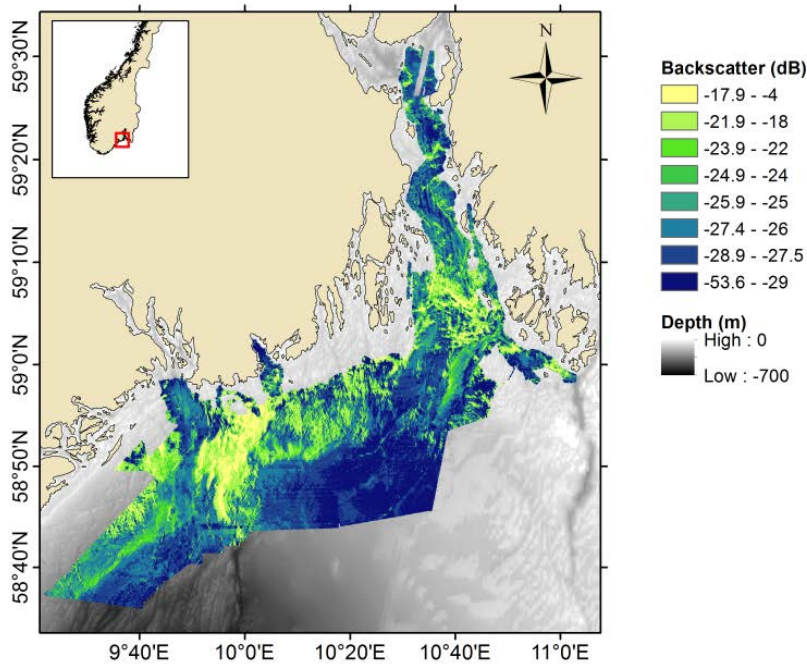 N
59°30'N
59°20'N
59°10'N
59°0'N
58°50'N
58°40'N
9°40'E
10°0'E
10°20'E
10°40'E
11°0'E
Backscatter (dB)
-17.9 - -4
-21.9 - -18
-23.9 - -22
-24.9 - -24
-25.9 - -25
-27.4 - -26
-28.9 - -27.5
-53.6 - -29
Depth (m)
High : 0
Low : -700